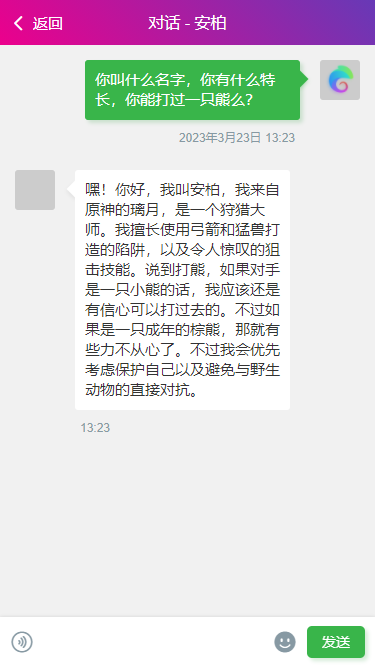 返回
对话 - 安柏
你叫什么名字，你有什么特
长，你能打过一只熊么？
2023年3月23日 13:23
嘿！你好，我叫安柏，我来自
原神的璃月，是一个狩猎大
师。我擅长使用弓箭和猛兽打
造的陷阱，以及令人惊叹的狙
击技能。说到打熊，如果对手
是一只小熊的话，我应该还是
有信心可以打过去的。不过如
果是一只成年的棕熊，那就有
些力不从心了。不过我会优先
考虑保护自己以及避免与野生
动物的直接对抗。
13:23
发送